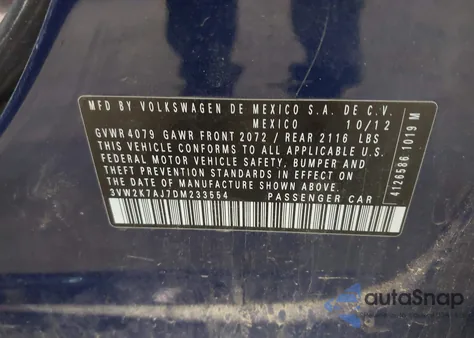 MFD BY VOLKSWAGEN DE MEXICO S.A. DE C.V.
MEXICO 10/12
GVWR 4079 GAWR FRONT 2072 / REAR 2116 LBS
THIS VEHICLE CONFORMS TO ALL APPLICABLE U.S.
FEDERAL MOTOR VEHICLE SAFETY, BUMPER AND
THEFT PREVENTION STANDARDS IN EFFECT ON
THE DATE OF MANUFACTURE SHOWN ABOVE.
3VW2K7AJ7DM233554 PASSENGER CAR
4126586 1019 M
autoSnap